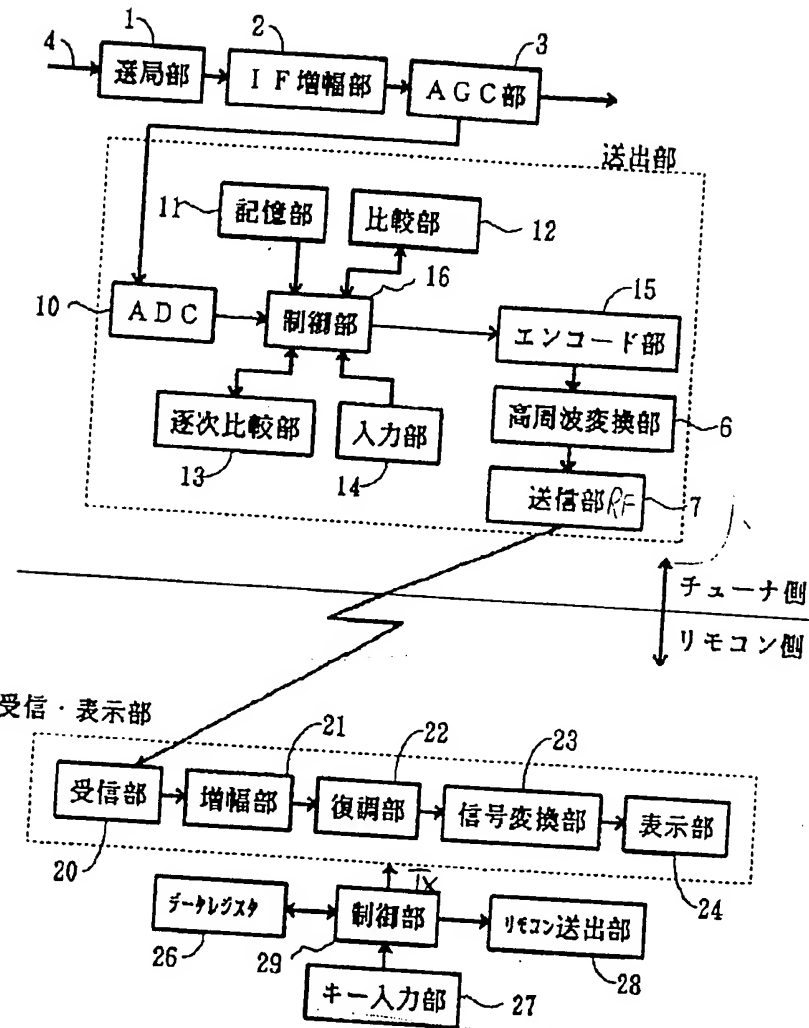 1
2
3
4
選局部
IF増幅部
AGC部
送出部
11
記憶部
比較部
12
16
15
10
ADC
制御部
エンコード部
逐次比較部
入力部
高周波変換部
6
13
14
送信部 RF
7
チューナ側
リモコン側
受信・表示部
21
22
23
受信部
増幅部
復調部
信号変換部
表示部
20
24
TX
データレジスタ
制御部
リモコン送出部
26
29
28
キー入力部
27